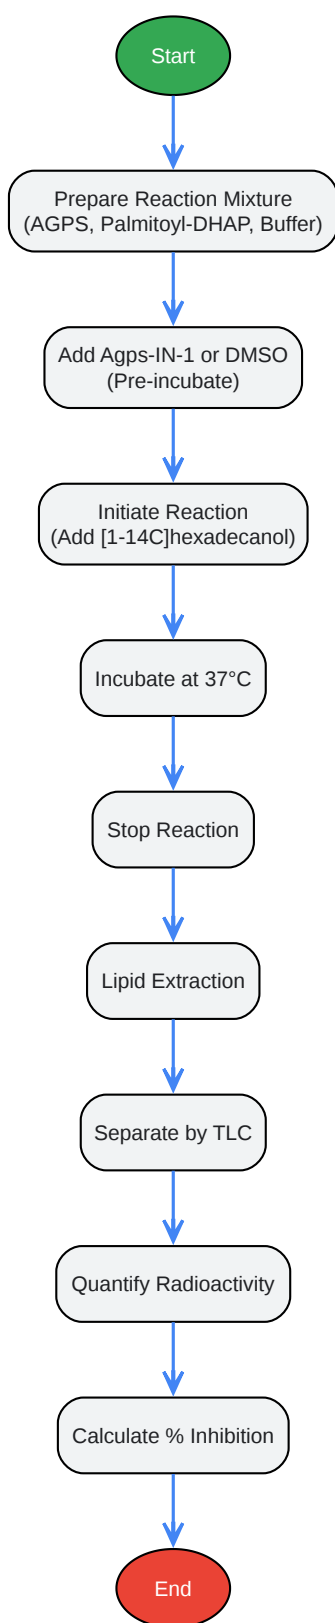 Start
Prepare Reaction Mixture
(AGPS, Palmitoyl-DHAP, Buffer)
Add Agps-IN-1 or DMSO
(Pre-incubate)
Initiate Reaction
(Add [1-14C]hexadecanol)
Incubate at 37°C
Stop Reaction
Lipid Extraction
Separate by TLC
Quantify Radioactivity
Calculate % Inhibition
End